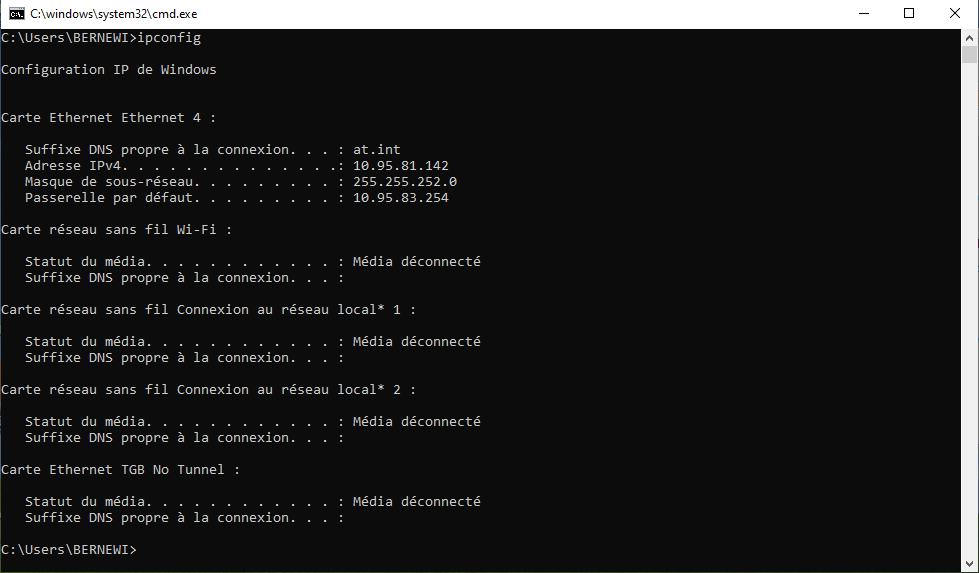 C:\windows\system32\cmd.exe
C:\Users\BERNEWI>ipconfig
Configuration IP de Windows
Carte Ethernet Ethernet 4 :
Suffixe DNS propre à la connexion. . . : at.int
Adresse IPv4. . . . . . . . . . . . . .: 10.95.81.142
Masque de sous-réseau. . . . . . . . . : 255.255.252.0
Passerelle par défaut. . . . . . . . . : 10.95.83.254
Carte réseau sans fil Wi-Fi :
Statut du média. . . . . . . . . . . . : Média déconnecté
Suffixe DNS propre à la connexion. . . :
Carte réseau sans fil Connexion au réseau local* 1 :
Statut du média. . . . . . . . . . . . : Média déconnecté
Suffixe DNS propre à la connexion. . . :
Carte réseau sans fil Connexion au réseau local* 2 :
Statut du média. . . . . . . . . . . . : Média déconnecté
Suffixe DNS propre à la connexion. . . :
Carte Ethernet TGB No Tunnel :
Statut du média. . . . . . . . . . . . : Média déconnecté
Suffixe DNS propre à la connexion. . . :
C:\Users\BERNEWI>